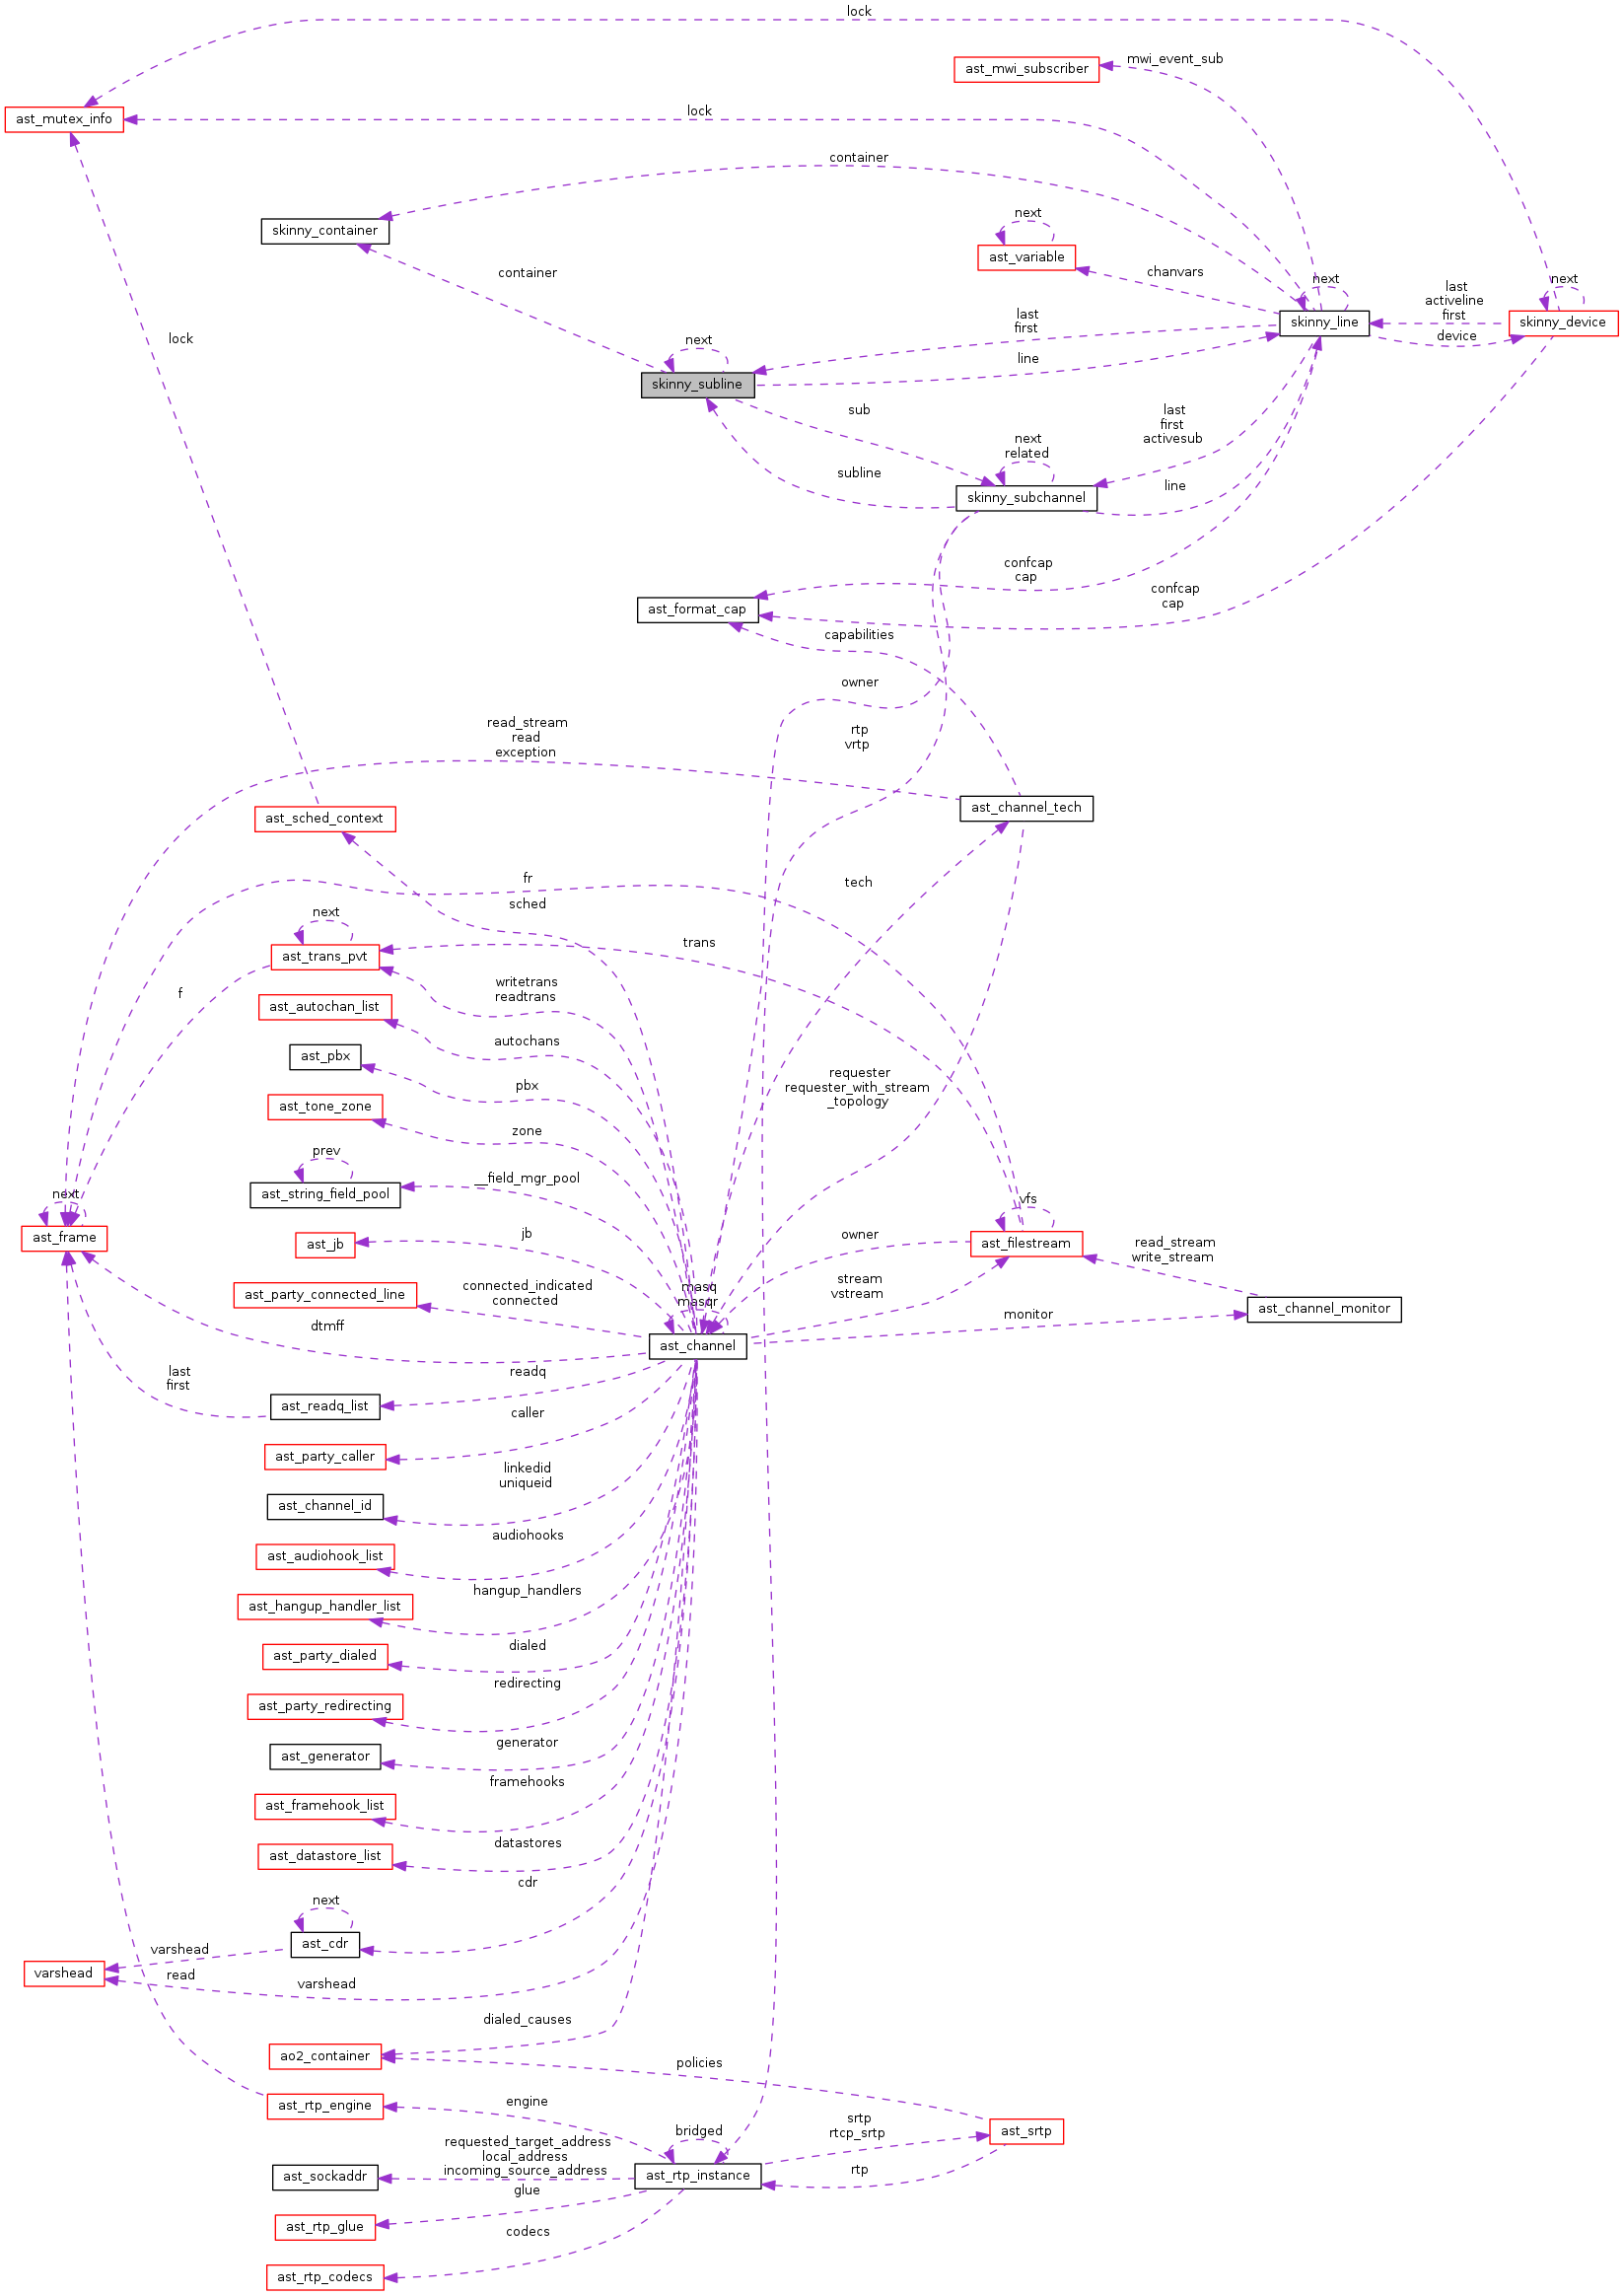 lock
ast_mwi_subscriber
mwi_event_sub
ast_mutex_info
lock
container
skinny_container
next
ast_variable
chanvars
next
next
container
last
first
last
activeline
first
skinny_line
skinny_device
device
lock
next
line
skinny_subline
sub
last
first
activesub
next
related
subline
skinny_subchannel
line
confcap
cap
ast_format_cap
confcap
cap
capabilities
owner
read_stream
read
exception
rtp
vrtp
ast_sched_context
ast_channel_tech
fr
tech
sched
next
trans
ast_trans_pvt
writetrans
readtrans
f
ast_autochan_list
autochans
ast_pbx
pbx
requester
requester_with_stream
_topology
ast_tone_zone
zone
prev
__field_mgr_pool
ast_string_field_pool
next
vfs
ast_frame
jb
owner
ast_filestream
ast_jb
read_stream
write_stream
connected_indicated
connected
masq
masqr
stream
vstream
ast_party_connected_line
ast_channel_monitor
dtmff
monitor
ast_channel
last
first
readq
ast_readq_list
caller
ast_party_caller
linkedid
uniqueid
ast_channel_id
audiohooks
ast_audiohook_list
hangup_handlers
ast_hangup_handler_list
dialed
ast_party_dialed
redirecting
ast_party_redirecting
generator
ast_generator
framehooks
ast_framehook_list
datastores
ast_datastore_list
cdr
next
ast_cdr
varshead
varshead
read
varshead
dialed_causes
ao2_container
policies
ast_rtp_engine
engine
srtp
rtcp_srtp
bridged
ast_srtp
requested_target_address
local_address
incoming_source_address
ast_sockaddr
ast_rtp_instance
rtp
glue
ast_rtp_glue
codecs
ast_rtp_codecs